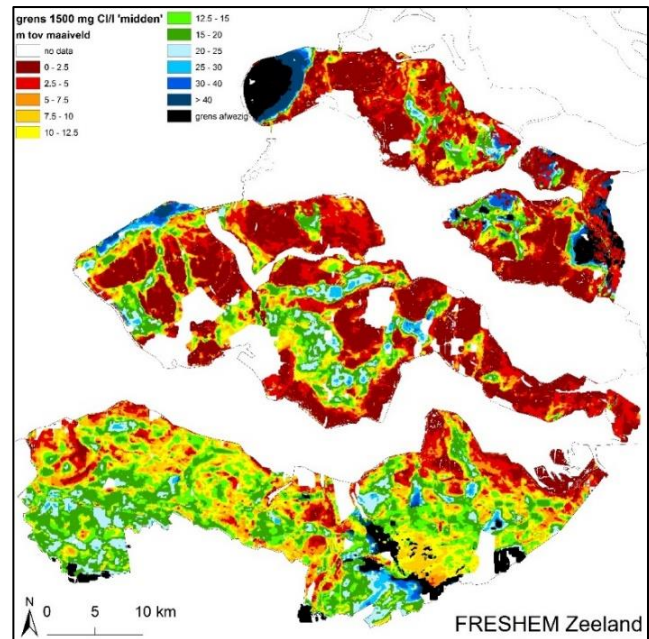 grens 1500 mg Cl/l 'midden'
m tov maaiveld
no data
0 - 2.5
2.5 - 5
5 - 7.5
7.5 - 10
10 - 12.5
12.5 - 15
15 - 20
20 - 25
25 - 30
30 - 40
> 40
grens afwezig
N
0 5 10 km
FRESHEM Zeeland